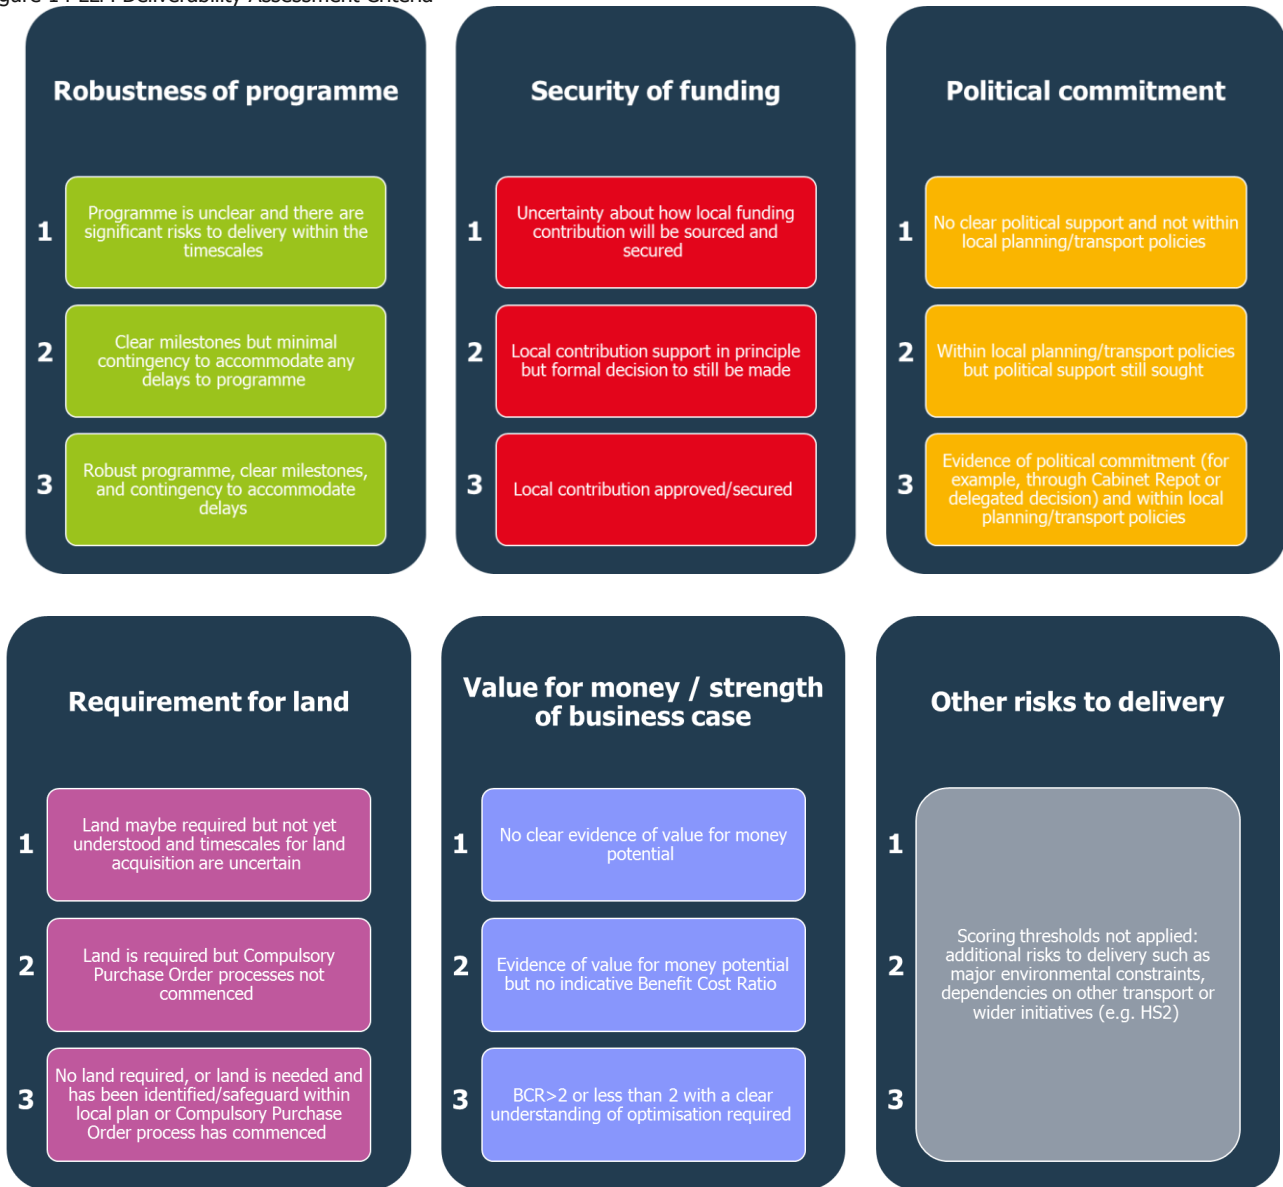 Robustness of programme
1
Programme is unclear and there are
significant risks to delivery within the
timescales
2
Clear milestones but minimal
contingency to accommodate any
delays to programme
3
Robust programme, clear milestones,
and contingency to accommodate
delays
Security of funding
1
Uncertainty about how local funding
contribution will be sourced and
secured
2
Local contribution support in principle
but formal decision to still be made
3
Local contribution approved/secured
Political commitment
1
No clear political support and not within
local planning/transport policies
2
Within local planning/transport policies
but political support still sought
3
Evidence of political commitment (for
example, through Cabinet Repot or
delegated decision) and within local
planning/transport policies
Requirement for land
1
Land maybe required but not yet
understood and timescales for land
acquisition are uncertain
2
Land is required but Compulsory
Purchase Order processes not
commenced
3
No land required, or land is needed and
has been identified/safeguard within
local plan or Compulsory Purchase
Order process has commenced
Value for money / strength
of business case
1
No clear evidence of value for money
potential
2
Evidence of value for money potential
but no indicative Benefit Cost Ratio
3
BCR>2 or less than 2 with a clear
understanding of optimisation required
Other risks to delivery
1
2
3
Scoring thresholds not applied:
additional risks to delivery such as
major environmental constraints,
dependencies on other transport or
wider initiatives (e.g. HS2)